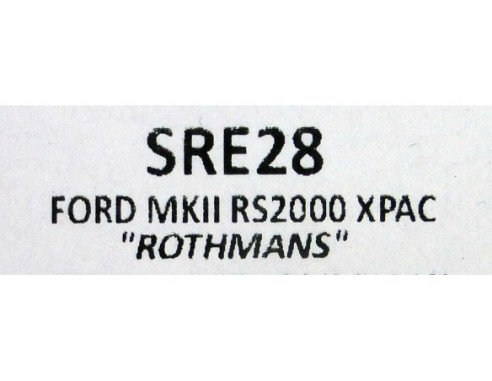 SRE28
FORD MKII RS2000 XPAC
"ROTHMANS"